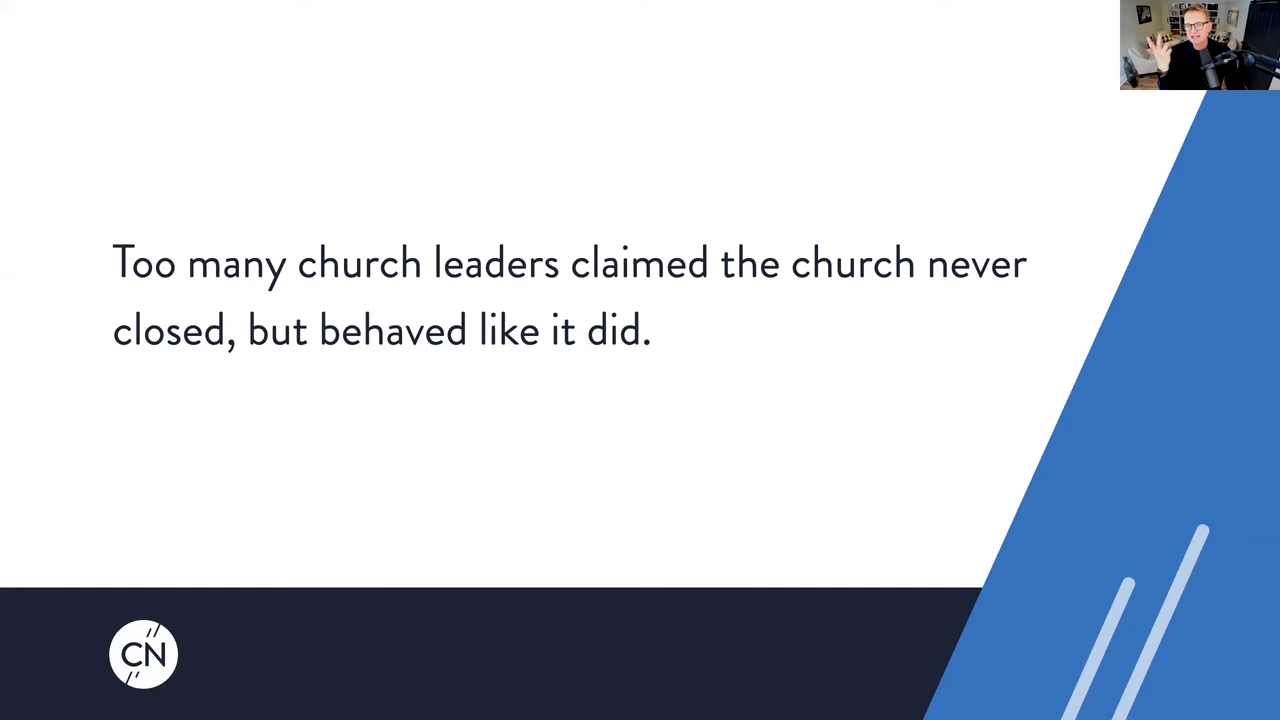 Too many church leaders claimed the church never
closed, but behaved like it did.
CN